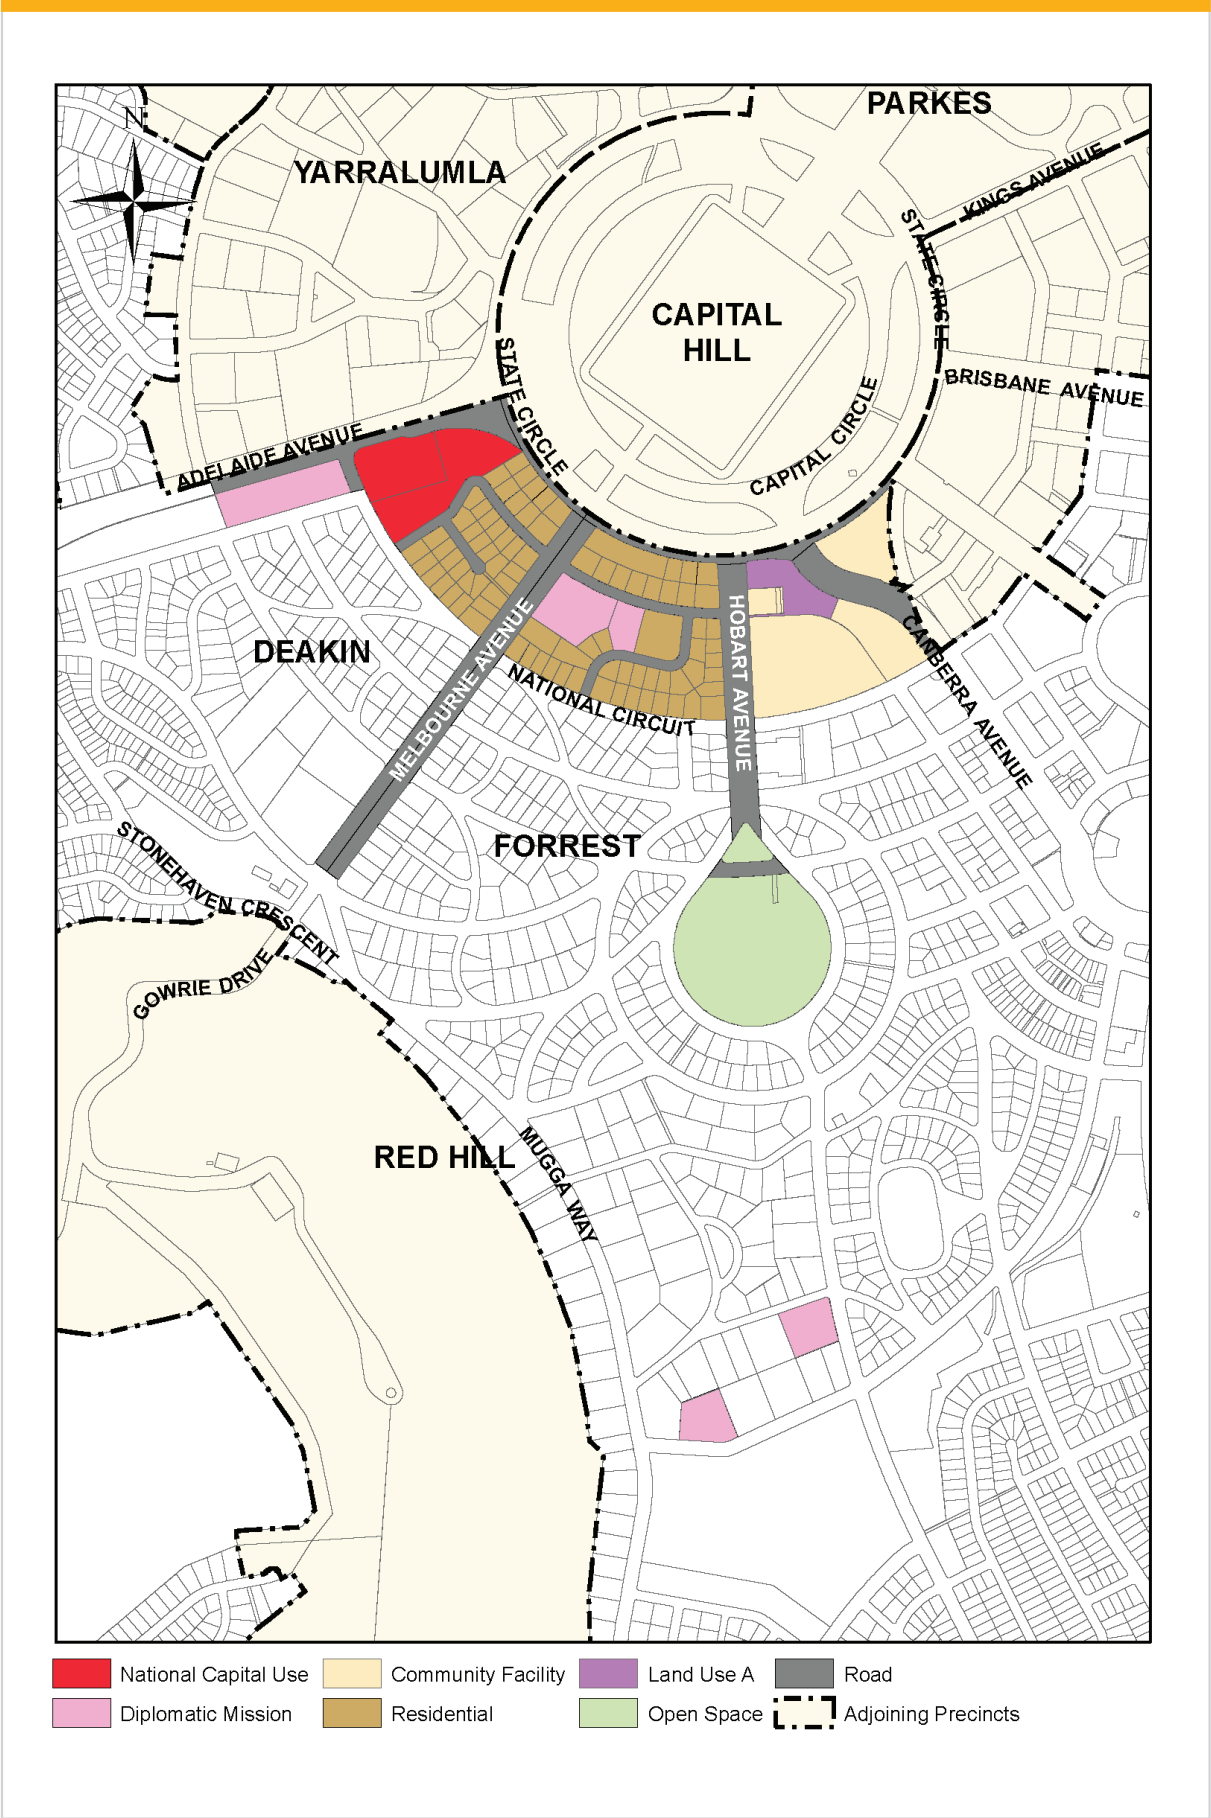 PARKES
N
YARRALUMLA
KINGS AVENUE
STATE CIRCLE
CAPITAL
HILL
STATE CIRCLE
BRISBANE AVENUE
CAPITAL CIRCLE
ADELAIDE AVENUE
HOBART AVENUE
MELBOURNE AVENUE
CANBERRA AVENUE
DEAKIN
NATIONAL CIRCUIT
FORREST
STONEHAVEN CRESCENT
GOWRIE DRIVE
RED HILL
MUGGA WAY
National Capital Use
Community Facility
Land Use A
Road
Diplomatic Mission
Residential
Open Space
Adjoining Precincts